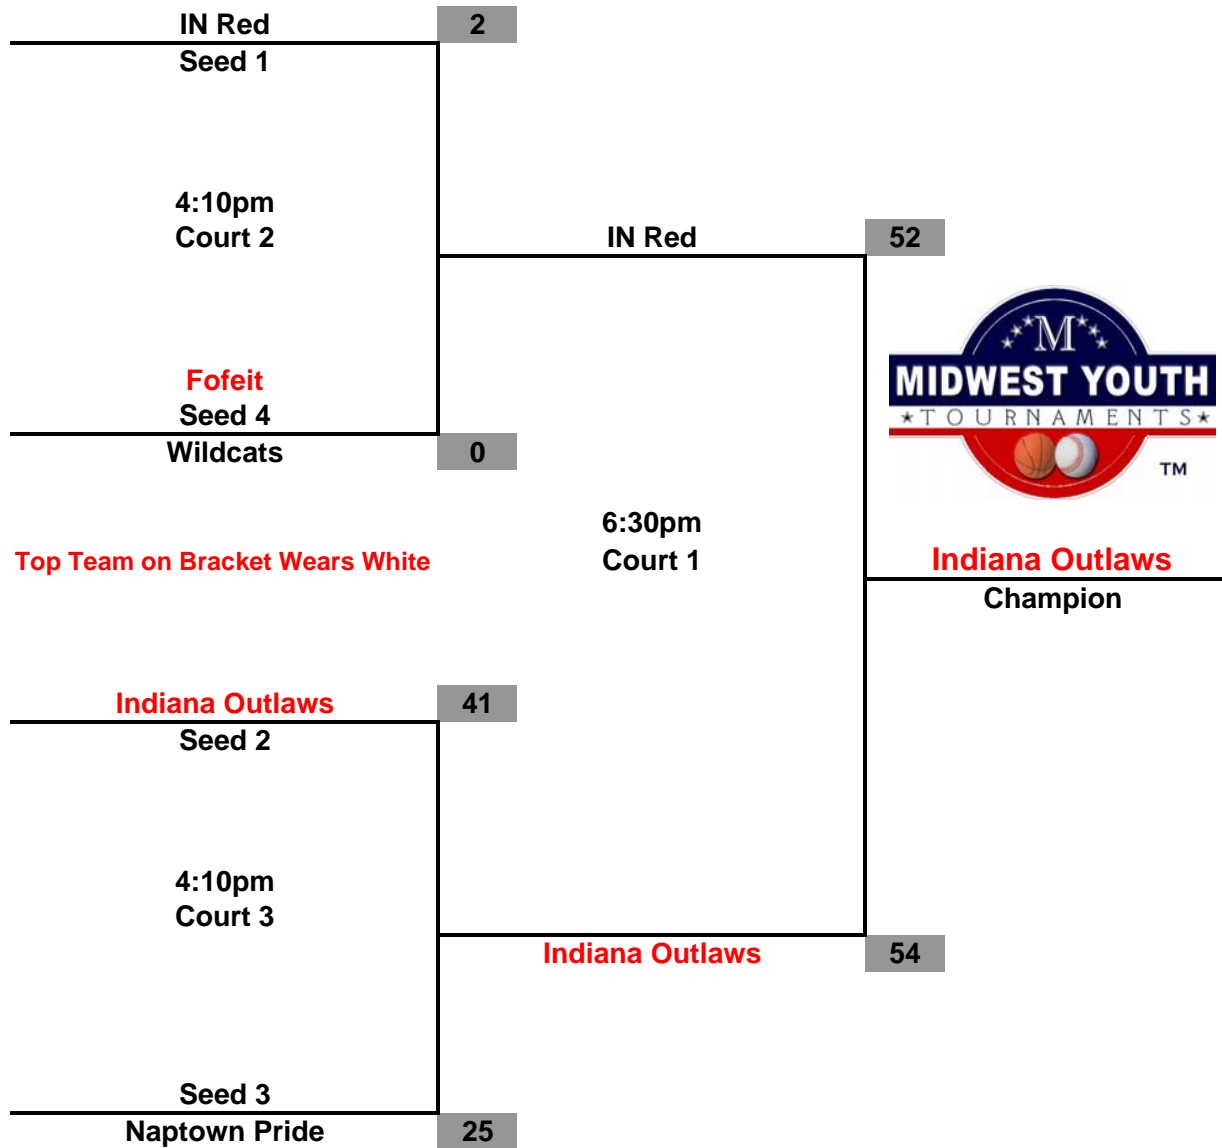 IN Red 2
Seed 1
4:10pm
Court 2
IN Red 52
M
MIDWEST YOUTH
TOURNAMENTS
TM
Fofeit
Seed 4
Wildcats 0
6:30pm
Top Team on Bracket Wears White Court 1 Indiana Outlaws
Champion
Indiana Outlaws 41
Seed 2
4:10pm
Court 3
Indiana Outlaws 54
Seed 3
Naptown Pride 25